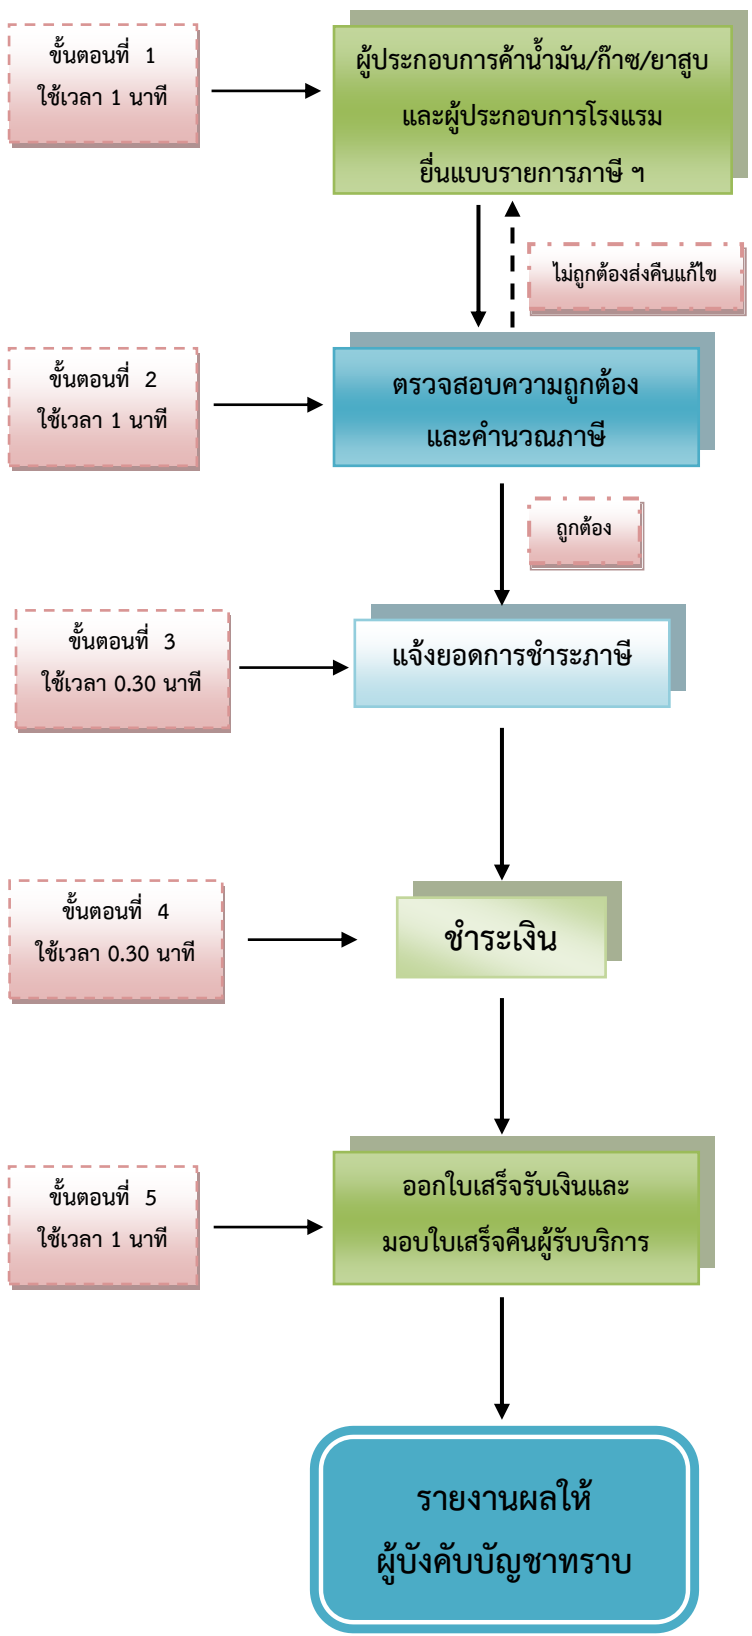 ขั้นตอนที่ 1
ใช้เวลา 1 นาที
ผู้ประกอบการค้าน้ำมัน/ก๊าซ/ยาสูบ
และผู้ประกอบการโรงแรม
ยื่นแบบรายการภาษี ฯ
ไม่ถูกต้องส่งคืนแก้ไข
ขั้นตอนที่ 2
ใช้เวลา 1 นาที
ตรวจสอบความถูกต้อง
และคำนวณภาษี
ถูกต้อง
ขั้นตอนที่ 3
ใช้เวลา 0.30 นาที
แจ้งยอดการชำระภาษี
ขั้นตอนที่ 4
ใช้เวลา 0.30 นาที
ชำระเงิน
ขั้นตอนที่ 5
ใช้เวลา 1 นาที
ออกใบเสร็จรับเงินและ
มอบใบเสร็จคืนผู้รับบริการ
รายงานผลให้
ผู้บังคับบัญชาทราบ